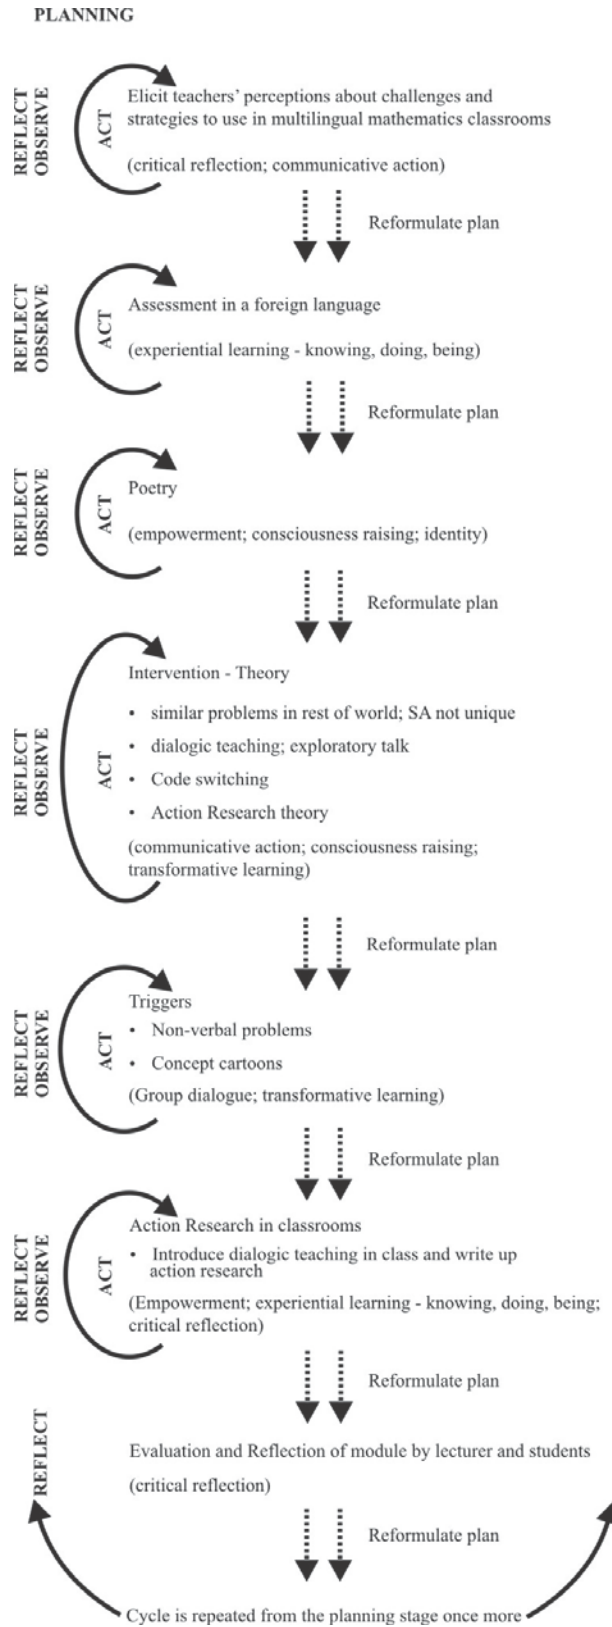 PLANNING
REFLECT
OBSERVE
ACT
Elicit teachers' perceptions about challenges and
strategies to use in multilingual mathematics classrooms
(critical reflection; communicative action)
Reformulate plan
REFLECT
OBSERVE
ACT
Assessment in a foreign language
(experiential learning - knowing, doing, being)
Reformulate plan
REFLECT
OBSERVE
ACT
Poetry
(empowerment; consciousness raising; identity)
Reformulate plan
REFLECT
OBSERVE
ACT
Intervention - Theory
• similar problems in rest of world; SA not unique
• dialogic teaching; exploratory talk
• Code switching
• Action Research theory
(communicative action; consciousness raising;
transformative learning)
Reformulate plan
REFLECT
OBSERVE
ACT
Triggers
• Non-verbal problems
• Concept cartoons
(Group dialogue; transformative learning)
Reformulate plan
REFLECT
OBSERVE
ACT
Action Research in classrooms
• Introduce dialogic teaching in class and write up
action research
(Empowerment; experiential learning - knowing, doing, being;
critical reflection)
Reformulate plan
REFLECT
Evaluation and Reflection of module by lecturer and students
(critical reflection)
Reformulate plan
Cycle is repeated from the planning stage once more